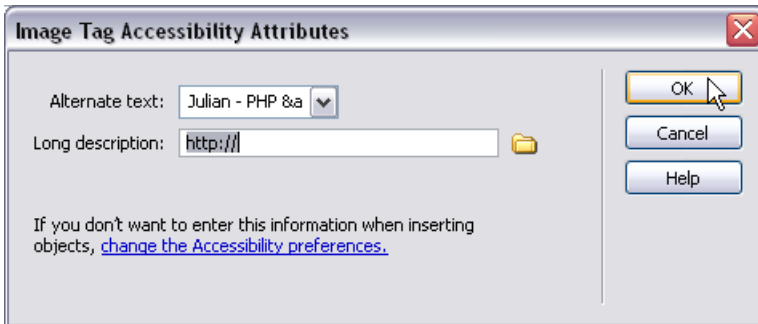 Image Tag Accessibility Attributes
Alternate text: Julian - PHP &a
OK
Long description: http://
Cancel
Help
If you don't want to enter this information when inserting
objects, change the Accessibility preferences.